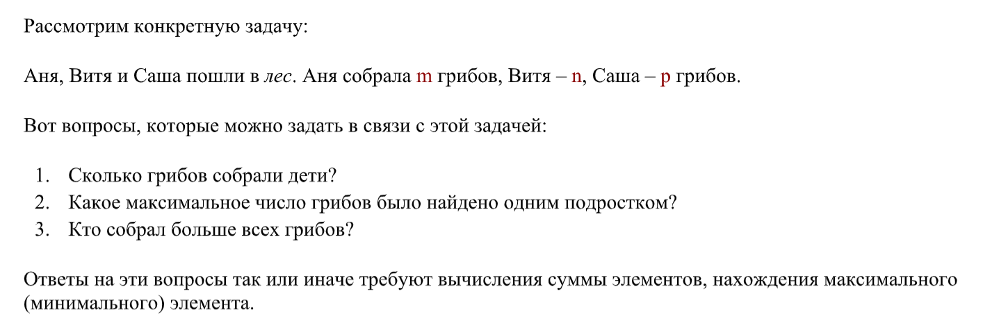 Рассмотрим конкретную задачу:
Аня, Витя и Саша пошли в лес. Аня собрала m грибов, Витя – n, Саша – p грибов.
Вот вопросы, которые можно задать в связи с этой задачей:
1. Сколько грибов собрали дети?
2. Какое максимальное число грибов было найдено одним подростком?
3. Кто собрал больше всех грибов?
Ответы на эти вопросы так или иначе требуют вычисления суммы элементов, нахождения максимального
(минимального) элемента.